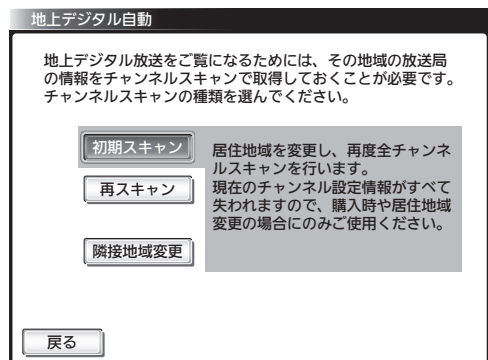 地上デジタル自動
地上デジタル放送をご覧になるためには、その地域の放送局
の情報をチャンネルスキャンで取得しておくことが必要です。
チャンネルスキャンの種類を選んでください。
初期スキャン
居住地域を変更し、再度全チャンネ
ルスキャンを行います。
現在のチャンネル設定情報がすべて
失われますので、購入時や居住地域
変更の場合にのみご使用ください。
再スキャン
隣接地域変更
戻る